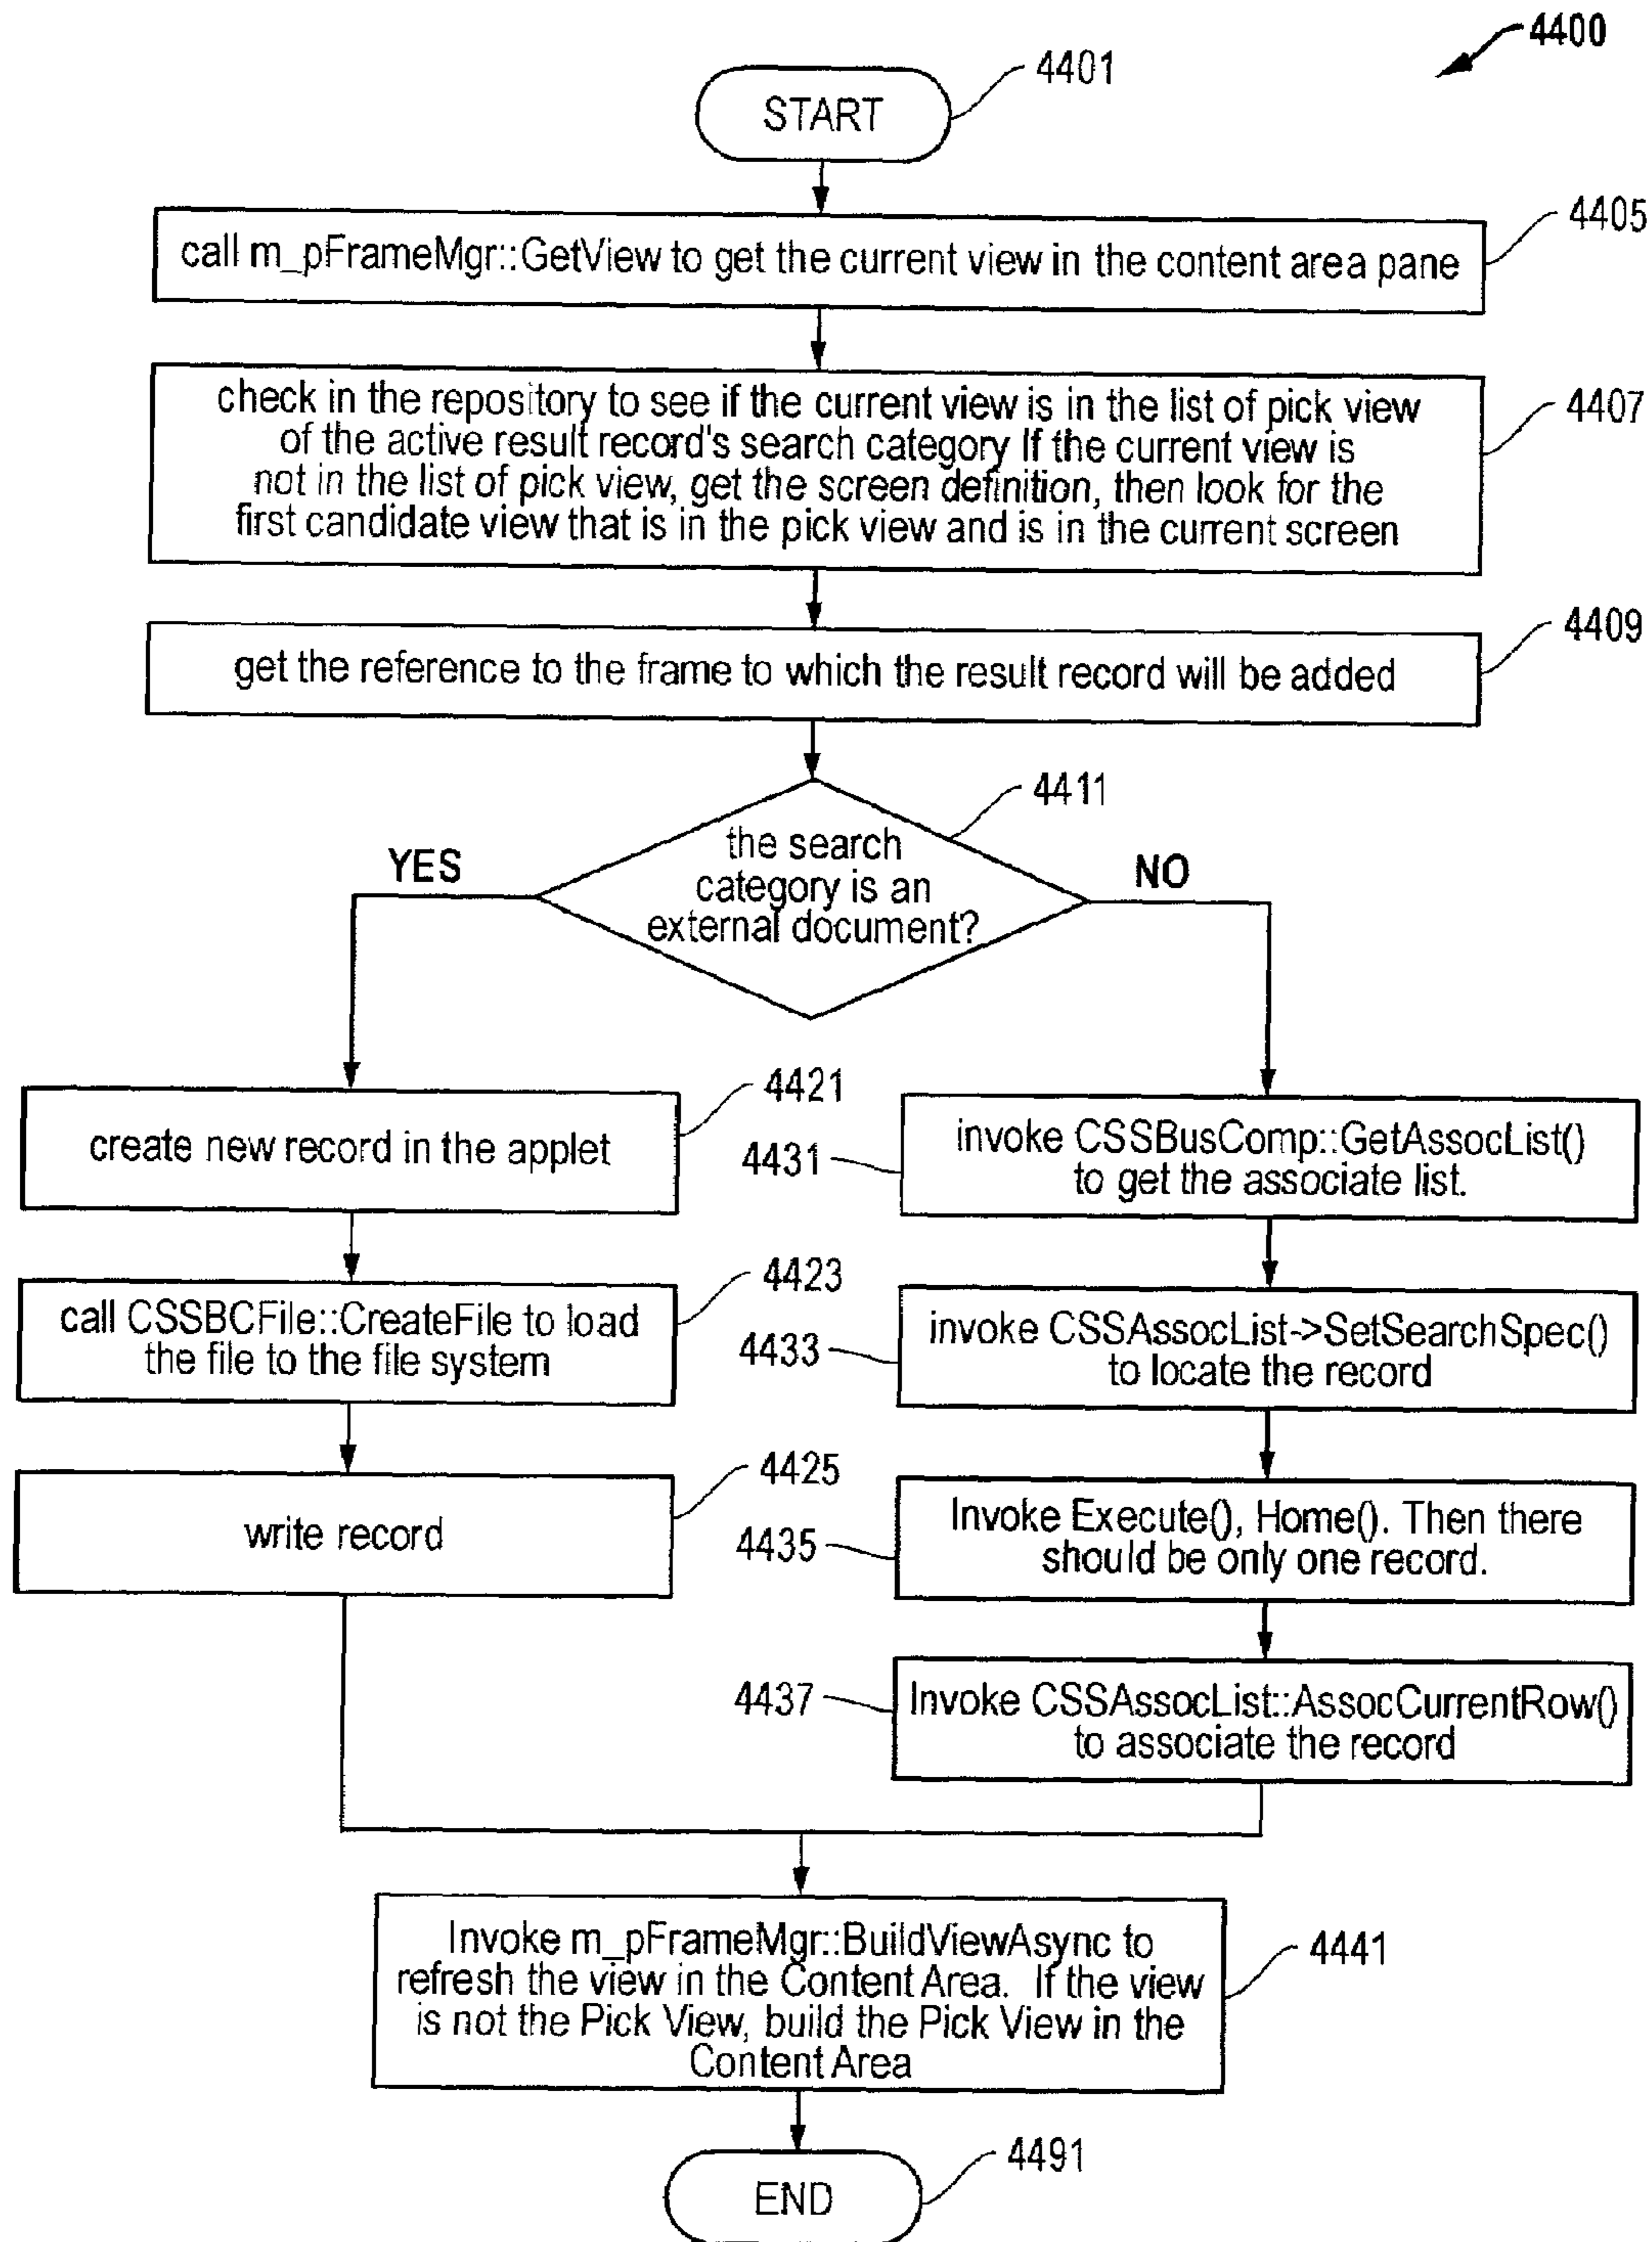 4400
4401
START
4405
call m_pFrameMgr::GetView to get the current view in the content area pane
4407
check in the repository to see if the current view is in the list of pick view
of the active result record's search category If the current view is
not in the list of pick view, get the screen definition, then look for the
first candidate view that is in the pick view and is in the current screen
4409
get the reference to the frame to which the result record will be added
4411
the search
category is an
external document?
YES
NO
4421
create new record in the applet
4423
call CSSBCFile::CreateFile to load
the file to the file system
4425
write record
4431
invoke CSSBusComp::GetAssocList()
to get the associate list.
4433
invoke CSSAssocList->SetSearchSpec()
to locate the record
4435
Invoke Execute(), Home(). Then there
should be only one record.
4437
Invoke CSSAssocList::AssocCurrentRow()
to associate the record
4441
Invoke m_pFrameMgr::BuildViewAsync to
refresh the view in the Content Area. If the view
is not the Pick View, build the Pick View in the
Content Area
4491
END